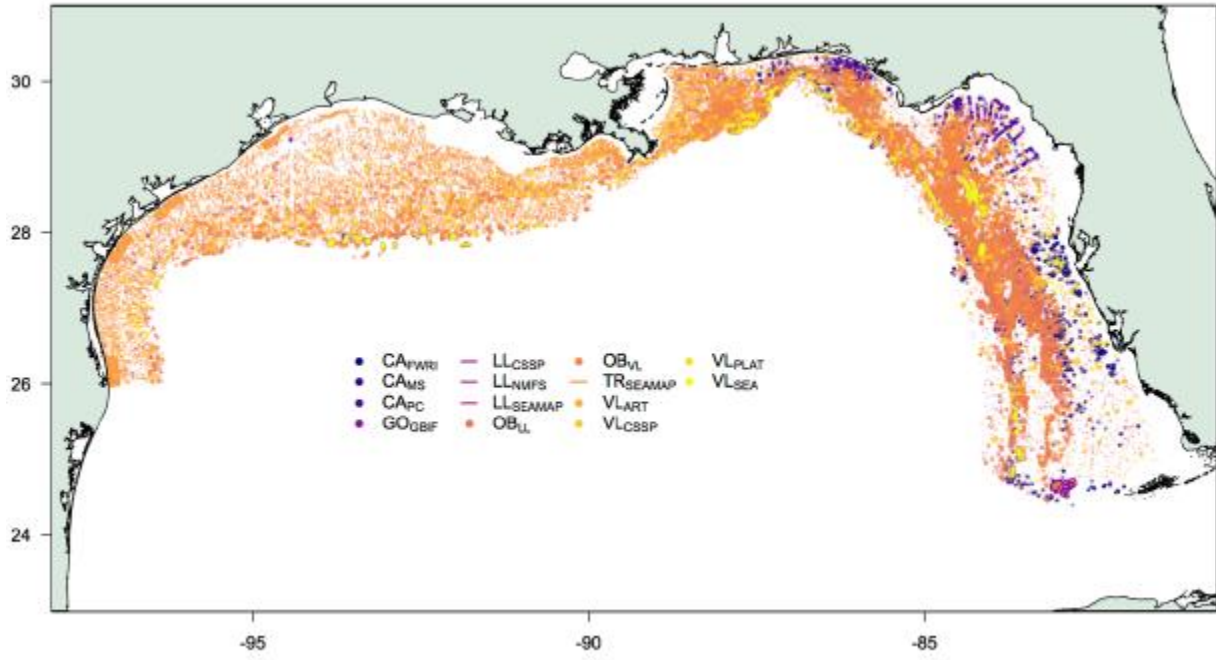 30
28
26
24
CAFWRI LLCSSP OBVL VLPLAT
CAMS LLNMFS TRSEAMAP VLSEA
CAPC LLSEAMAP VLART
GOGBIF OBLL VLCSSP
-95 -90 -85